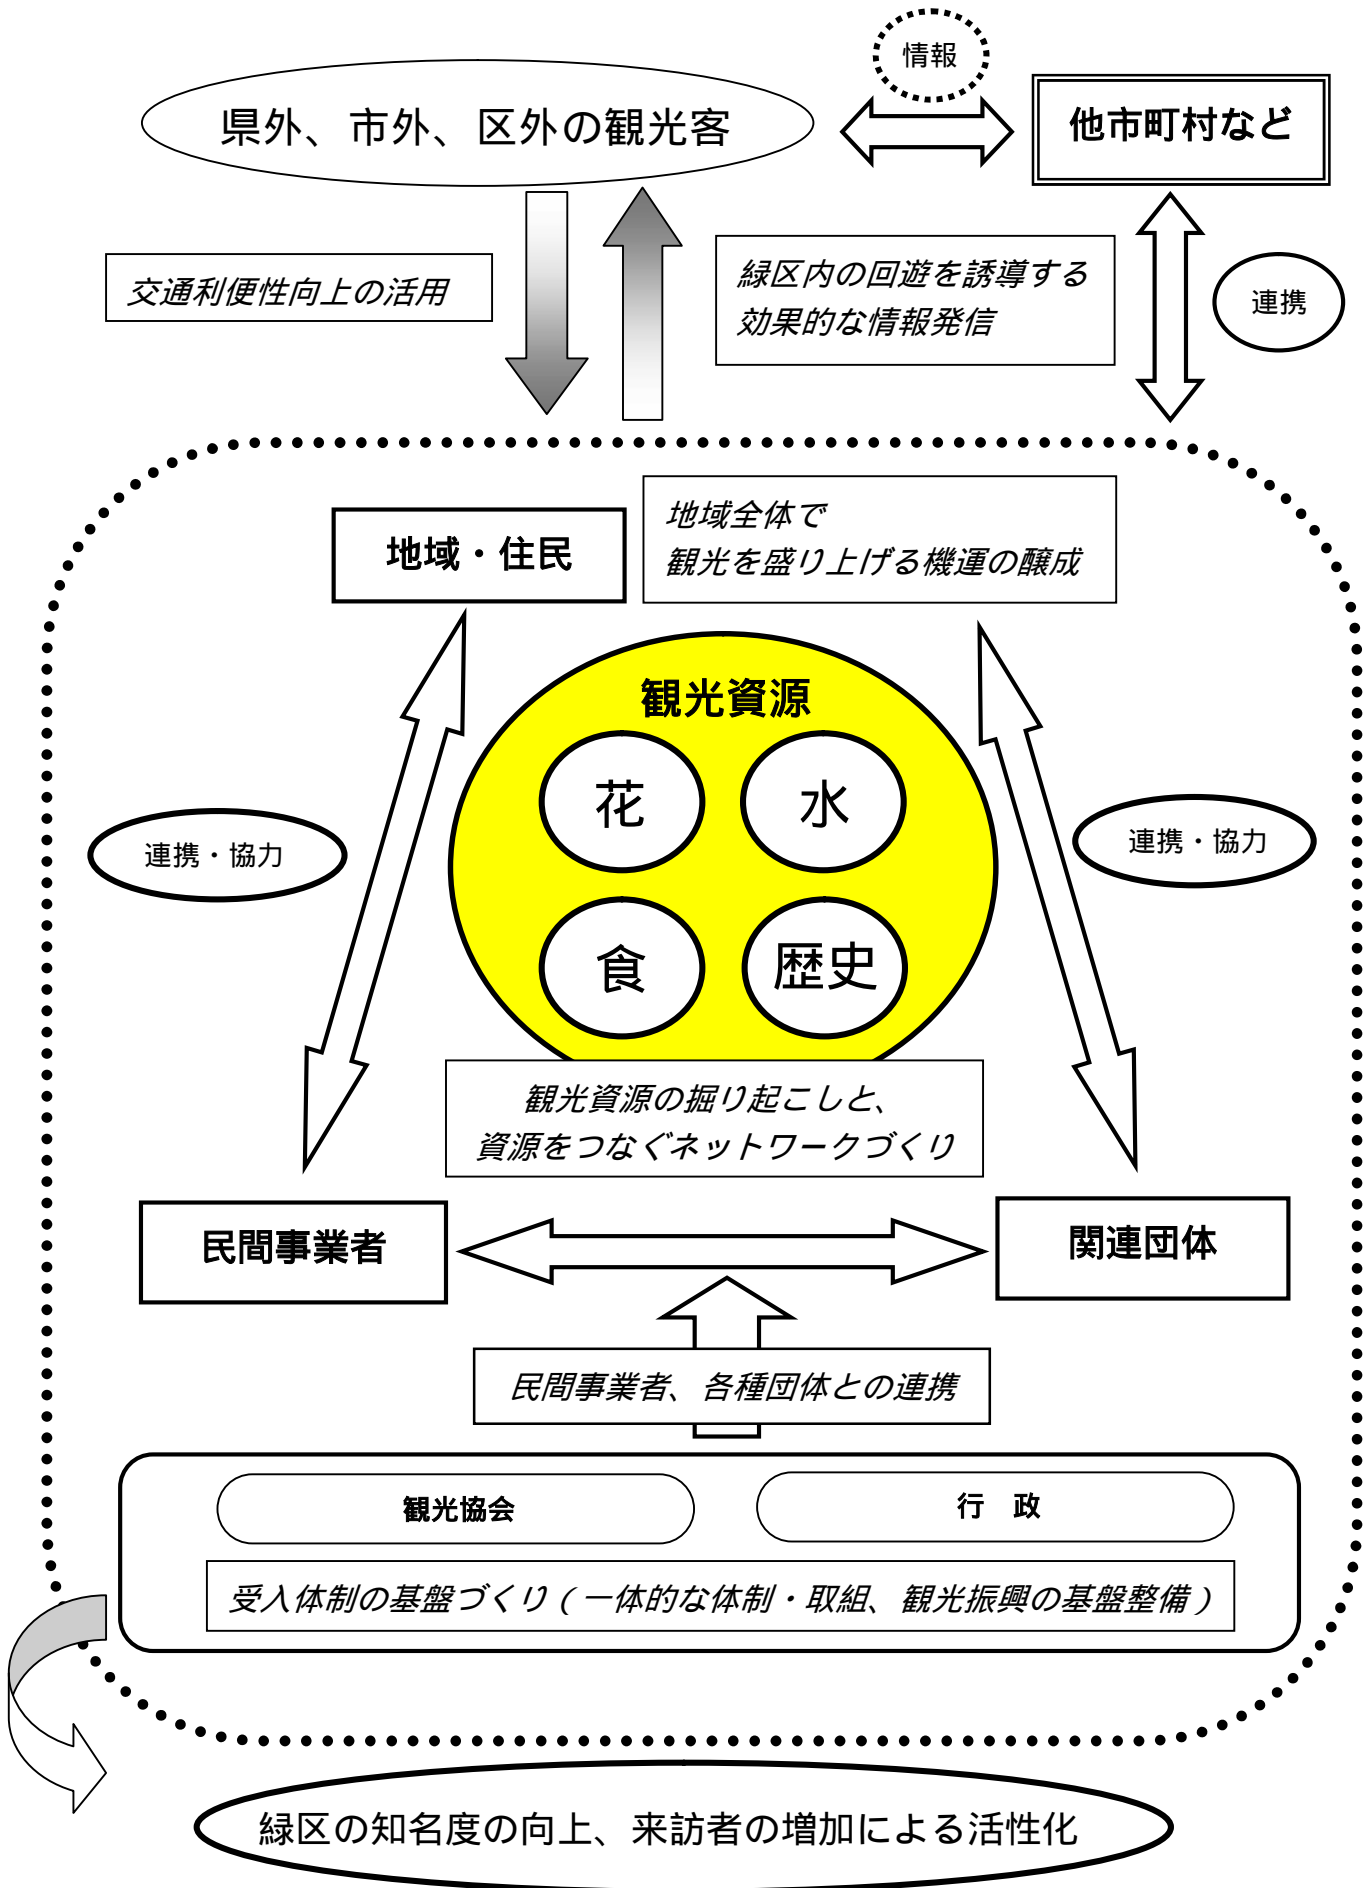 情報
県外、市外、区外の観光客
他市町村など
交通利便性向上の活用
緑区内の回遊を誘導する
効果的な情報発信
連携
地域・住民
地域全体で
観光を盛り上げる機運の醸成
観光資源
花
水
連携・協力
連携・協力
食
歴史
観光資源の掘り起こしと、
資源をつなぐネットワークづくり
民間事業者
関連団体
民間事業者、各種団体との連携
観光協会
行　政
受入体制の基盤づくり（一体的な体制・取組、観光振興の基盤整備）
緑区の知名度の向上、来訪者の増加による活性化